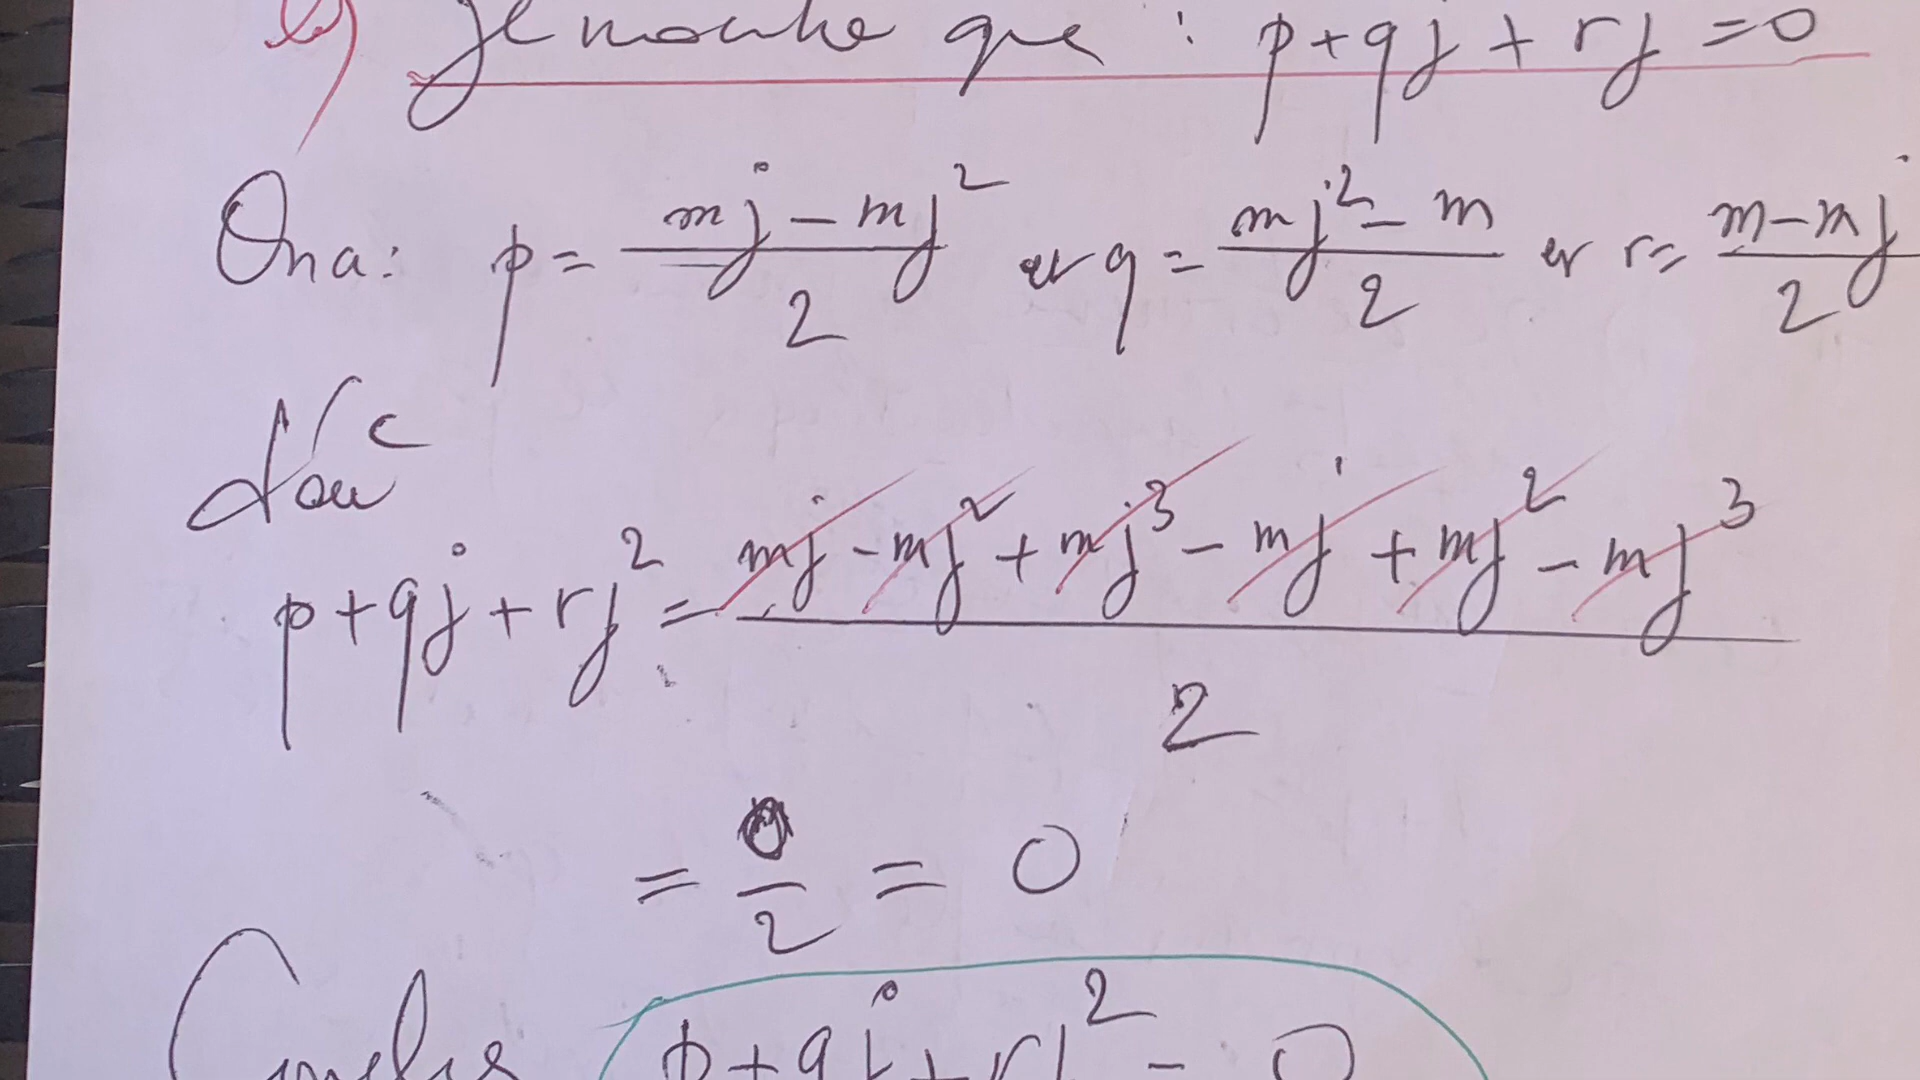 b) Je montre que : p+qj + rj = 0
On a : p = (mj - mj²)/2 et q = (mj² - m)/2 et r = (m - mj)/2
donc
p + qj + rj² = (mj - mj² + mj³ - mj + mj² - mj³)/2
= 0/2 = 0
p + qj + rj² = 0